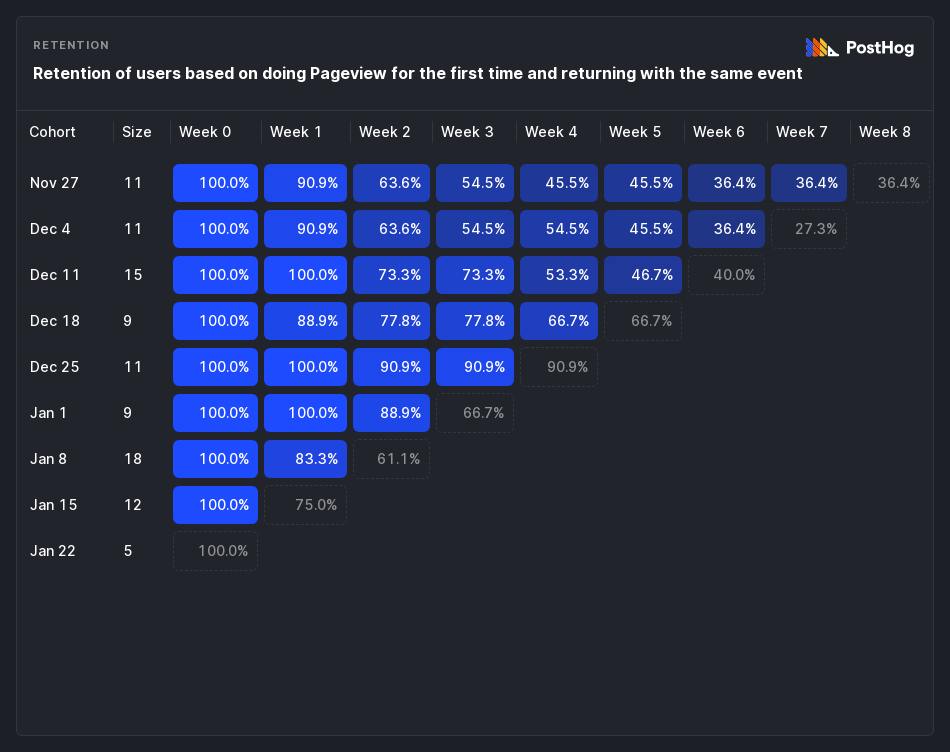 RETENTION
PostHog
Retention of users based on doing Pageview for the first time and returning with the same event
Cohort Size Week 0 Week 1 Week 2 Week 3 Week 4 Week 5 Week 6 Week 7 Week 8
Nov 27 11 100.0% 90.9% 63.6% 54.5% 45.5% 45.5% 36.4% 36.4% 36.4%
Dec 4 11 100.0% 90.9% 63.6% 54.5% 54.5% 45.5% 36.4% 27.3%
Dec 11 15 100.0% 100.0% 73.3% 73.3% 53.3% 46.7% 40.0%
Dec 18 9 100.0% 88.9% 77.8% 77.8% 66.7% 66.7%
Dec 25 11 100.0% 100.0% 90.9% 90.9% 90.9%
Jan 1 9 100.0% 100.0% 88.9% 66.7%
Jan 8 18 100.0% 83.3% 61.1%
Jan 15 12 100.0% 75.0%
Jan 22 5 100.0%